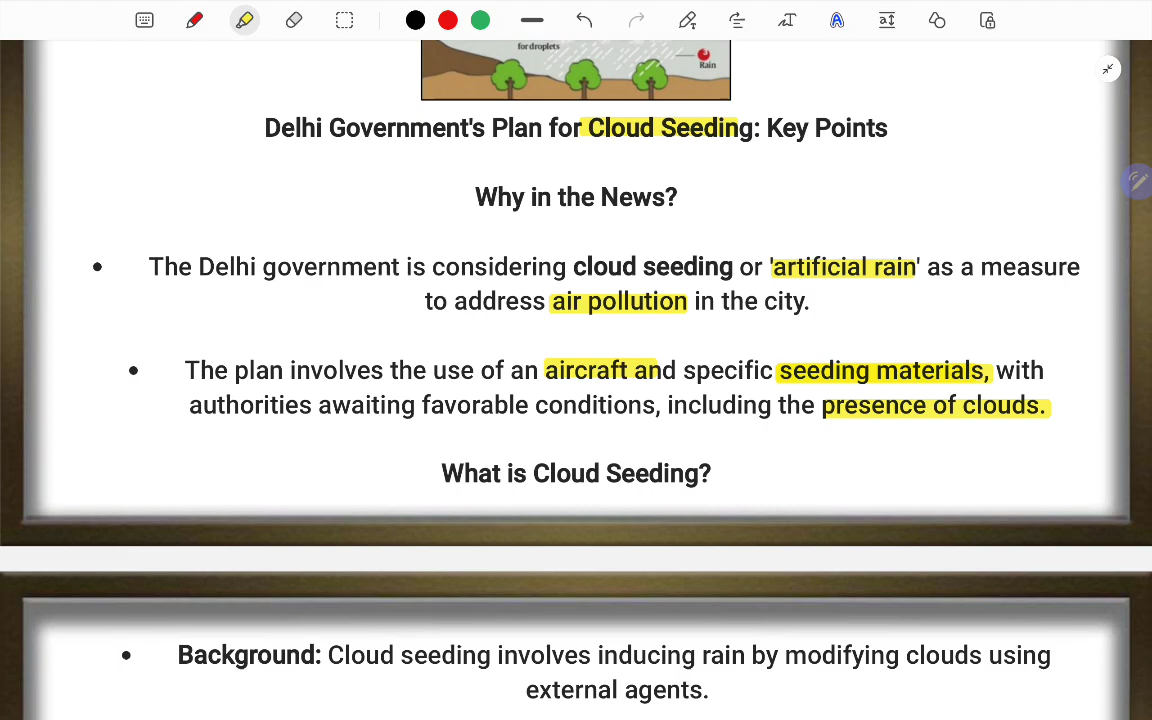 for droplets
Rain
Delhi Government's Plan for Cloud Seeding: Key Points
Why in the News?
• The Delhi government is considering cloud seeding or 'artificial rain' as a measure
to address air pollution in the city.
• The plan involves the use of an aircraft and specific seeding materials, with
authorities awaiting favorable conditions, including the presence of clouds.
What is Cloud Seeding?
• Background: Cloud seeding involves inducing rain by modifying clouds using
external agents.